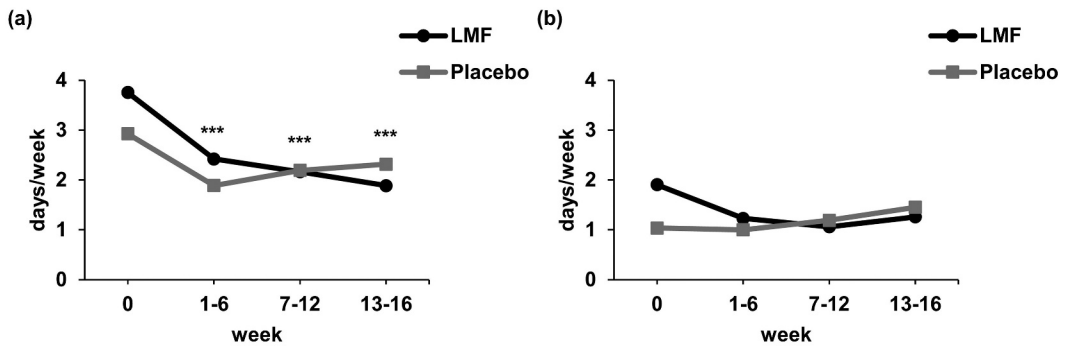 (a)
LMF
Placebo
4
3
2
1
0
days/week
***
***
***
0
1-6
7-12
13-16
week
(b)
LMF
Placebo
4
3
2
1
0
days/week
0
1-6
7-12
13-16
week